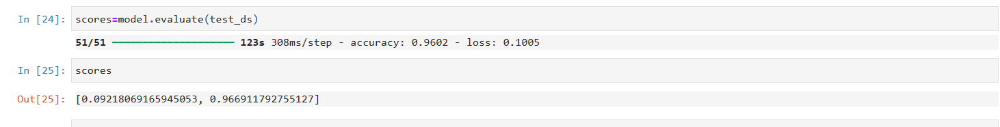 In [24]: scores=model.evaluate(test_ds)
51/51 ━━━━━━━━━━━━━━━━━━━━ 123s 308ms/step - accuracy: 0.9602 - loss: 0.1005
In [25]: scores
Out[25]: [0.09218069165945053, 0.966911792755127]